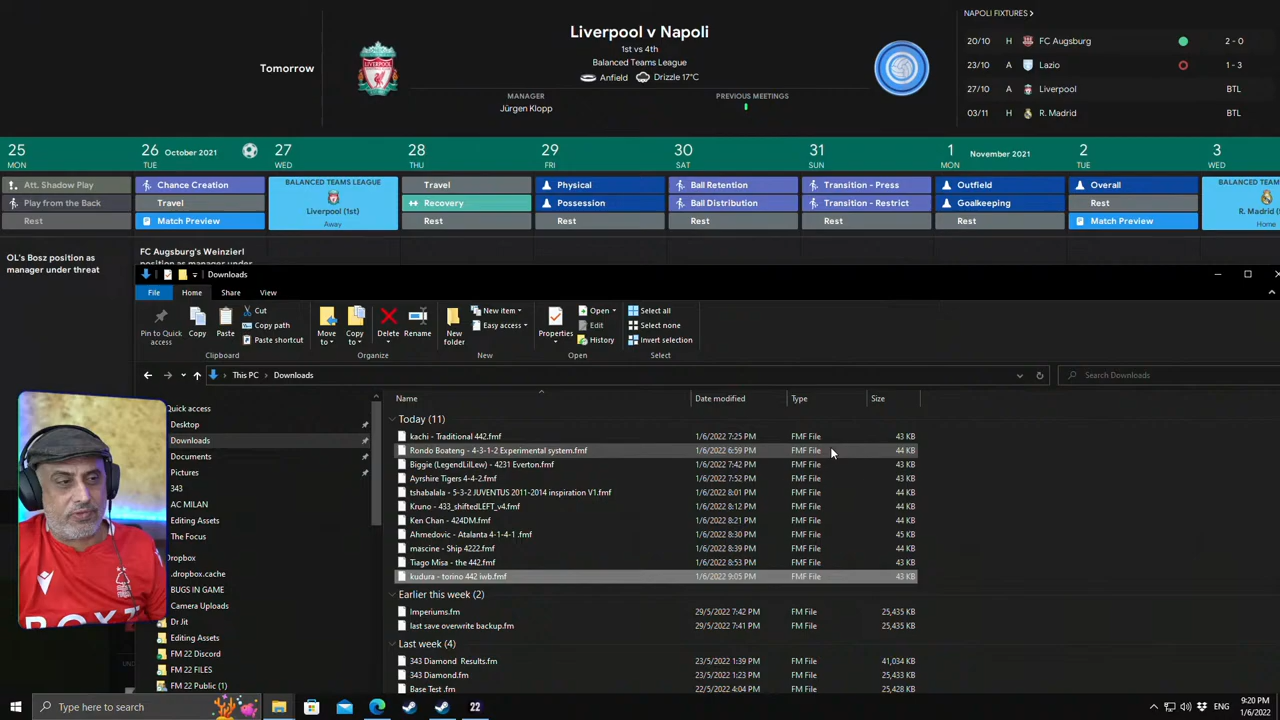 Tomorrow
Liverpool v Napoli
1st vs 4th
Balanced Teams League
Anfield Drizzle 17°C
MANAGER
Jürgen Klopp
PREVIOUS MEETINGS
NAPOLI FIXTURES >
20/10 H FC Augsburg 2 - 0
23/10 A Lazio 1 - 3
27/10 A Liverpool BTL
03/11 H R. Madrid BTL
25 26 October 2021 27 28 29 30 31 1 November 2021 2 3
MON TUE WED THU FRI SAT SUN MON TUE WED
Att. Shadow Play
Play from the Back
Rest
Chance Creation
Travel
Match Preview
BALANCED TEAMS LEAGUE
Liverpool (1st)
Away
Travel
Recovery
Rest
Physical
Possession
Rest
Ball Retention
Ball Distribution
Rest
Transition - Press
Transition - Restrict
Rest
Outfield
Goalkeeping
Rest
Overall
Rest
Match Preview
BALANCED TEAMS
R. Madrid (
Home
OL's Bosz position as
manager under threat
FC Augsburg's Weinzierl
Downloads
File Home Share View
Pin to Quick
access
Copy
Paste
Cut
Copy path
Paste shortcut
Clipboard
Move
to
Copy
to
Delete
Rename
Organize
New
folder
New item
Easy access
New
Properties
Open
Edit
History
Open
Select all
Select none
Invert selection
Select
This PC > Downloads
Search Downloads
Quick access
Desktop
Downloads
Documents
Pictures
343
AC MILAN
Editing Assets
The Focus
Dropbox
.dropbox.cache
BUGS IN GAME
Camera Uploads
Dr Jit
Editing Assets
FM 22 Discord
FM 22 FILES
FM 22 Public (1)
Name Date modified Type Size
Today (11)
kachi - Traditional 442.fmf 1/6/2022 7:25 PM FMF File 43 KB
Rondo Boateng - 4-3-1-2 Experimental system.fmf 1/6/2022 6:59 PM FMF File 44 KB
Biggie (LegendLilLew) - 4231 Everton.fmf 1/6/2022 7:42 PM FMF File 43 KB
Ayrshire Tigers 4-4-2.fmf 1/6/2022 7:52 PM FMF File 43 KB
tshabalala - 5-3-2 JUVENTUS 2011-2014 inspiration V1.fmf 1/6/2022 8:01 PM FMF File 44 KB
Kruno - 433_shiftedLEFT_v4.fmf 1/6/2022 8:12 PM FMF File 44 KB
Ken Chan - 424DM.fmf 1/6/2022 8:21 PM FMF File 44 KB
Ahmedovic - Atalanta 4-1-4-1 .fmf 1/6/2022 8:30 PM FMF File 45 KB
mascine - Ship 4222.fmf 1/6/2022 8:39 PM FMF File 44 KB
Tiago Misa - the 442.fmf 1/6/2022 8:53 PM FMF File 44 KB
kudura - torino 442 iwb.fmf 1/6/2022 9:05 PM FMF File 43 KB
Earlier this week (2)
Imperiums.fm 29/5/2022 7:42 PM FM File 25,435 KB
last save overwrite backup.fm 29/5/2022 7:41 PM FM File 25,435 KB
Last week (4)
343 Diamond Results.fm 23/5/2022 1:39 PM FM File 41,034 KB
343 Diamond.fm 23/5/2022 1:23 PM FM File 25,429 KB
Base Test .fm 22/5/2022 4:04 PM FM File 25,428 KB
BOXT
Type here to search
22
ENG
9:20 PM
1/6/2022